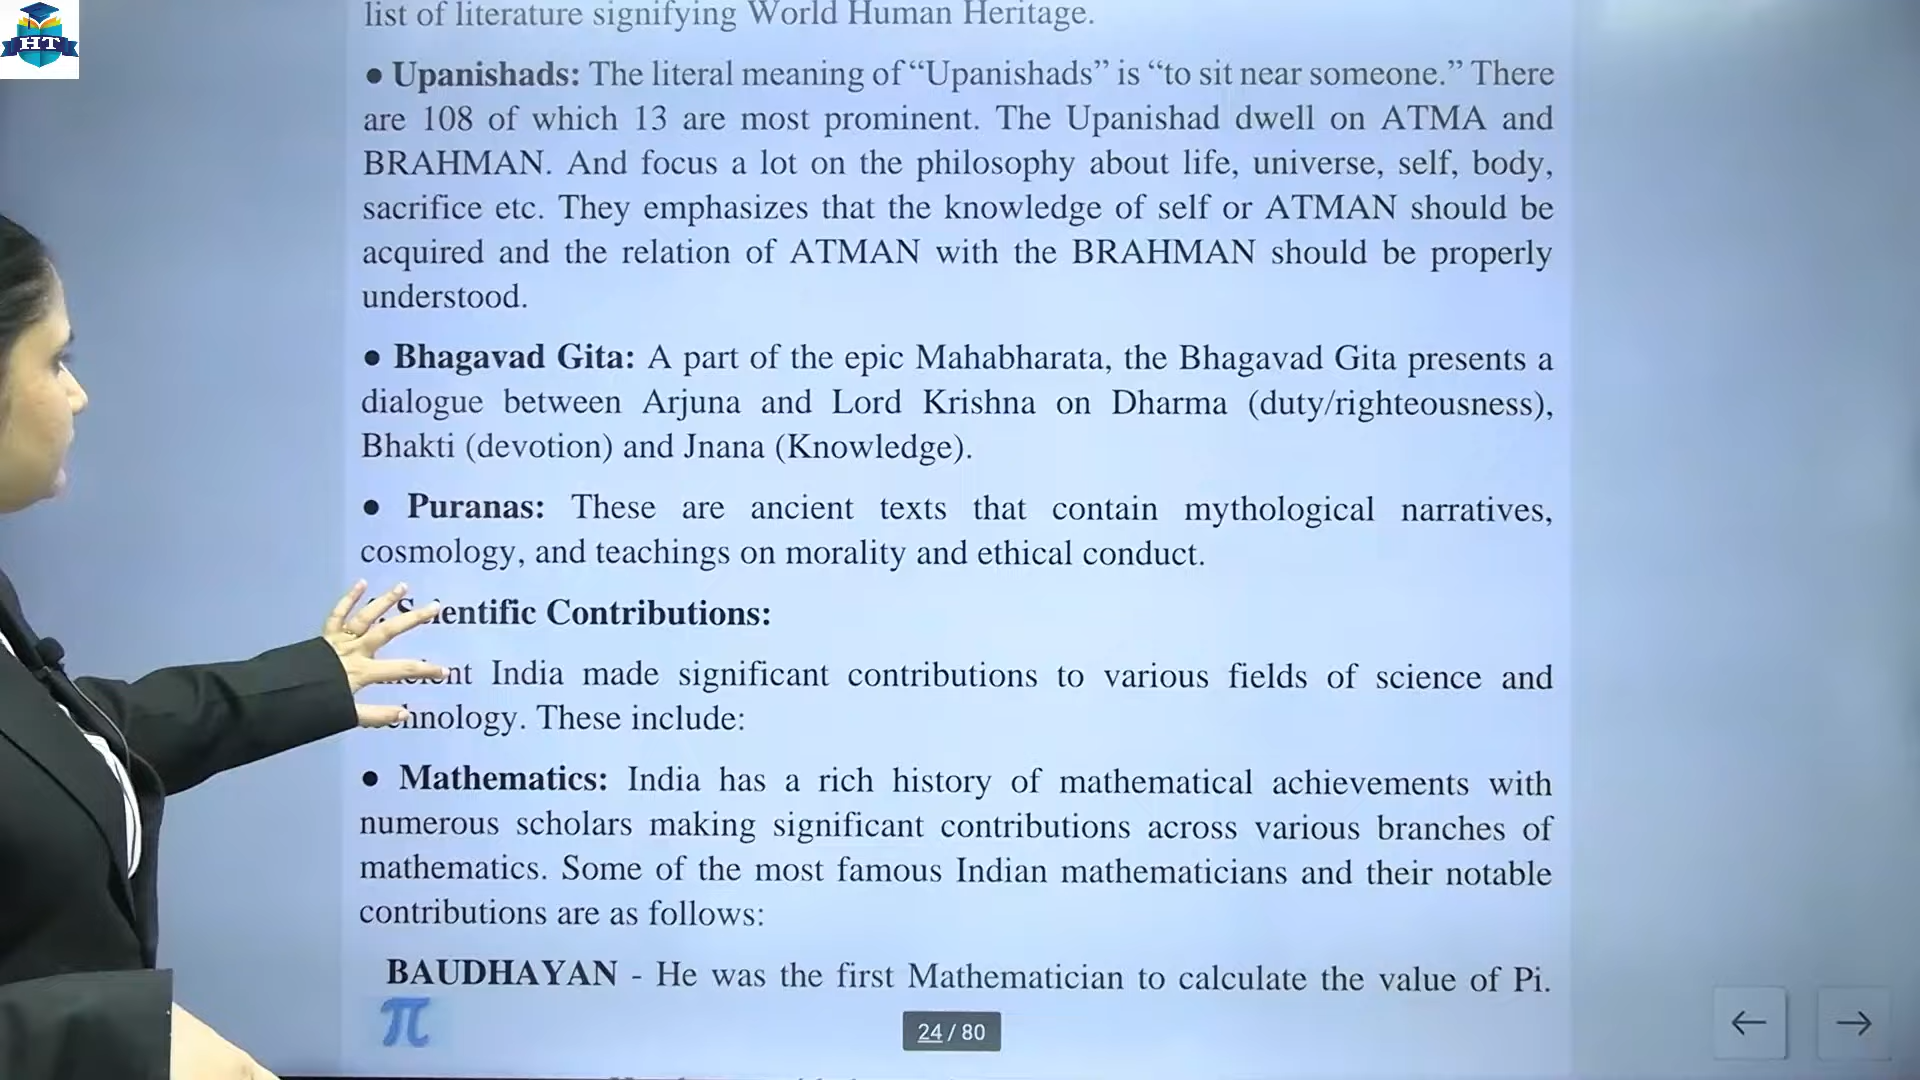 HT
list of literature signifying World Human Heritage.
● Upanishads: The literal meaning of “Upanishads” is “to sit near someone.” There
are 108 of which 13 are most prominent. The Upanishad dwell on ATMA and
BRAHMAN. And focus a lot on the philosophy about life, universe, self, body,
sacrifice etc. They emphasizes that the knowledge of self or ATMAN should be
acquired and the relation of ATMAN with the BRAHMAN should be properly
understood.
● Bhagavad Gita: A part of the epic Mahabharata, the Bhagavad Gita presents a
dialogue between Arjuna and Lord Krishna on Dharma (duty/righteousness),
Bhakti (devotion) and Jnana (Knowledge).
● Puranas: These are ancient texts that contain mythological narratives,
cosmology, and teachings on morality and ethical conduct.
Scientific Contributions:
Ancient India made significant contributions to various fields of science and
technology. These include:
● Mathematics: India has a rich history of mathematical achievements with
numerous scholars making significant contributions across various branches of
mathematics. Some of the most famous Indian mathematicians and their notable
contributions are as follows:
BAUDHAYAN - He was the first Mathematician to calculate the value of Pi.
π
24 / 80